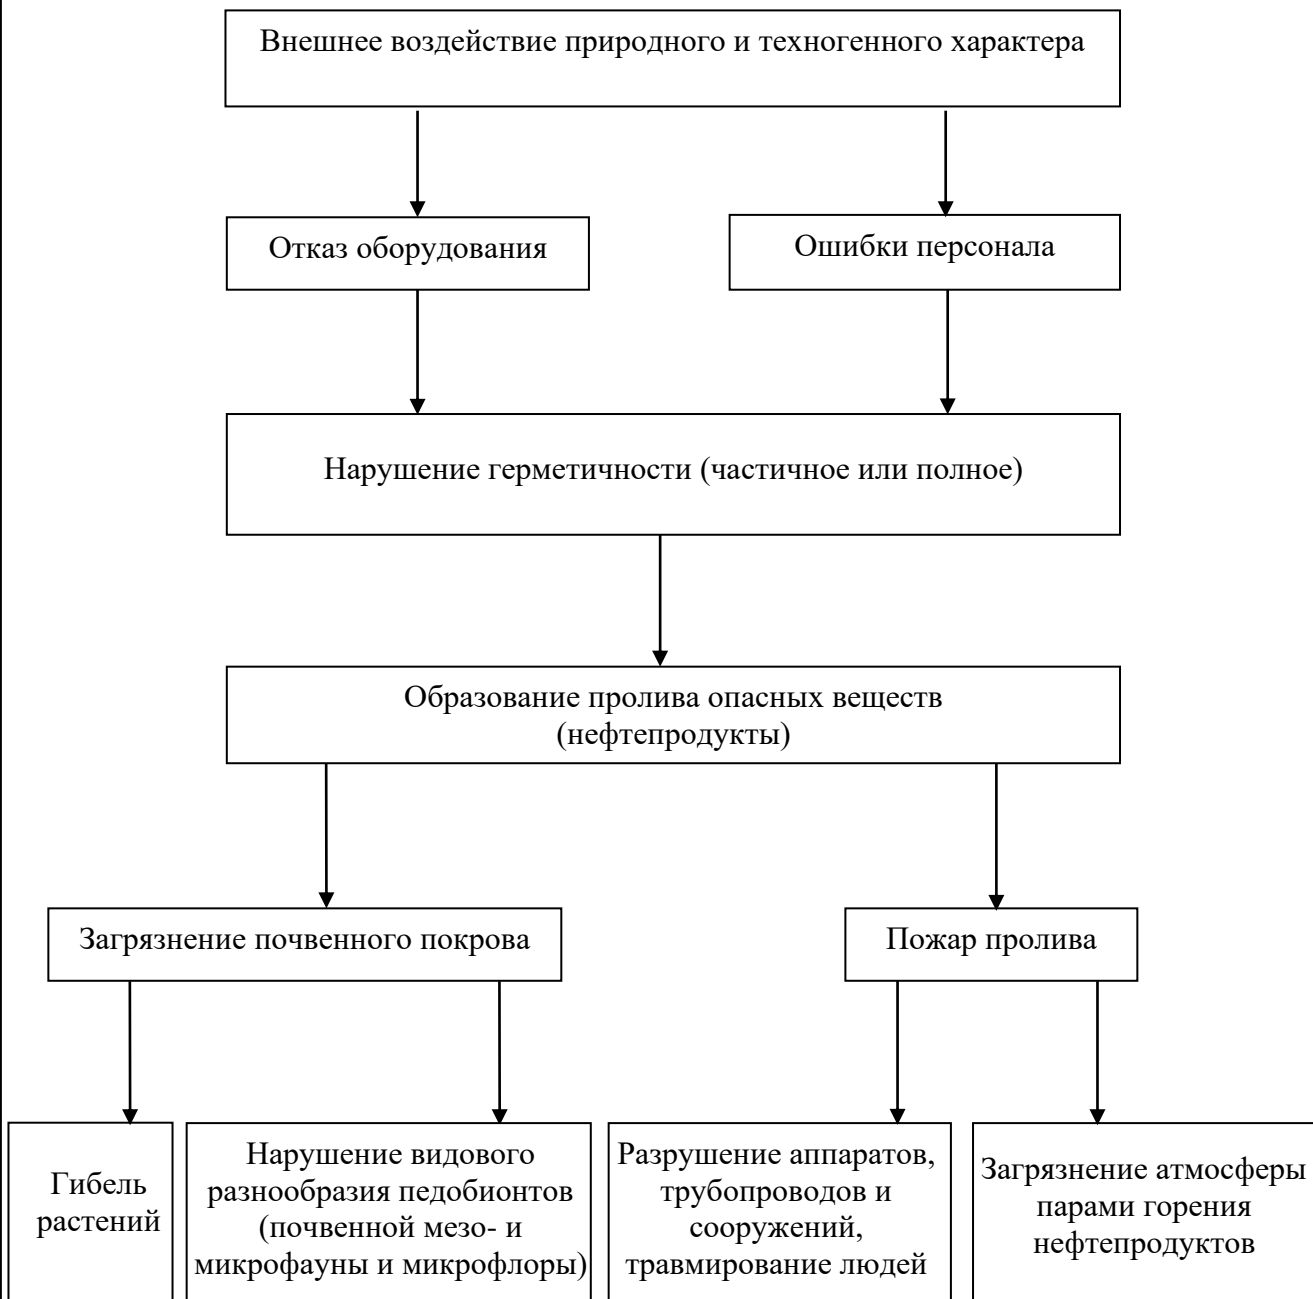 Внешнее воздействие природного и техногенного характера
Отказ оборудования
Ошибки персонала
Нарушение герметичности (частичное или полное)
Образование пролива опасных веществ
(нефтепродукты)
Загрязнение почвенного покрова
Пожар пролива
Гибель
растений
Нарушение видового
разнообразия педобионтов
(почвенной мезо- и
микрофауны и микрофлоры)
Разрушение аппаратов,
трубопроводов и
сооружений,
травмирование людей
Загрязнение атмосферы
парами горения
нефтепродуктов